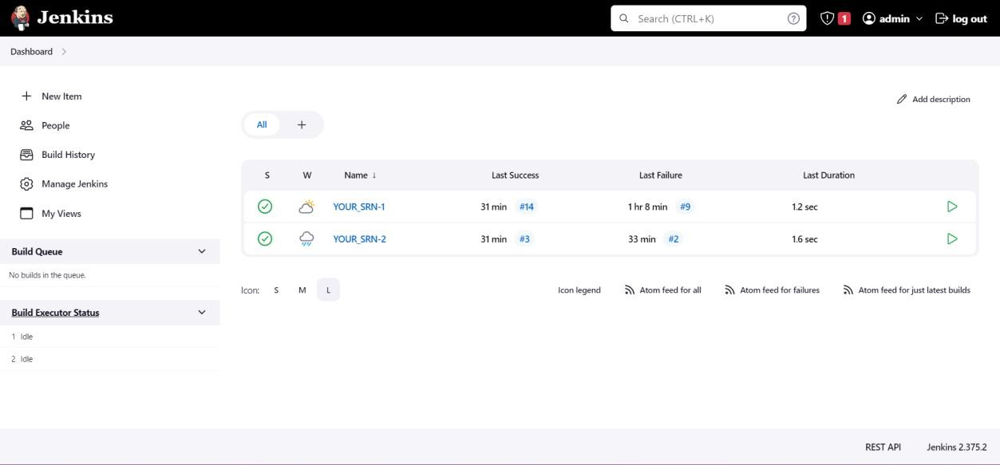 Jenkins
Search (CTRL+K)
1
admin
log out
Dashboard
New Item
People
Build History
Manage Jenkins
My Views
Build Queue
No builds in the queue.
Build Executor Status
1 Idle
2 Idle
Add description
All +
S W Name ↓ Last Success Last Failure Last Duration
YOUR_SRN-1 31 min #14 1 hr 8 min #9 1.2 sec
YOUR_SRN-2 31 min #3 33 min #2 1.6 sec
Icon: S M L
Icon legend
Atom feed for all
Atom feed for failures
Atom feed for just latest builds
REST API
Jenkins 2.375.2